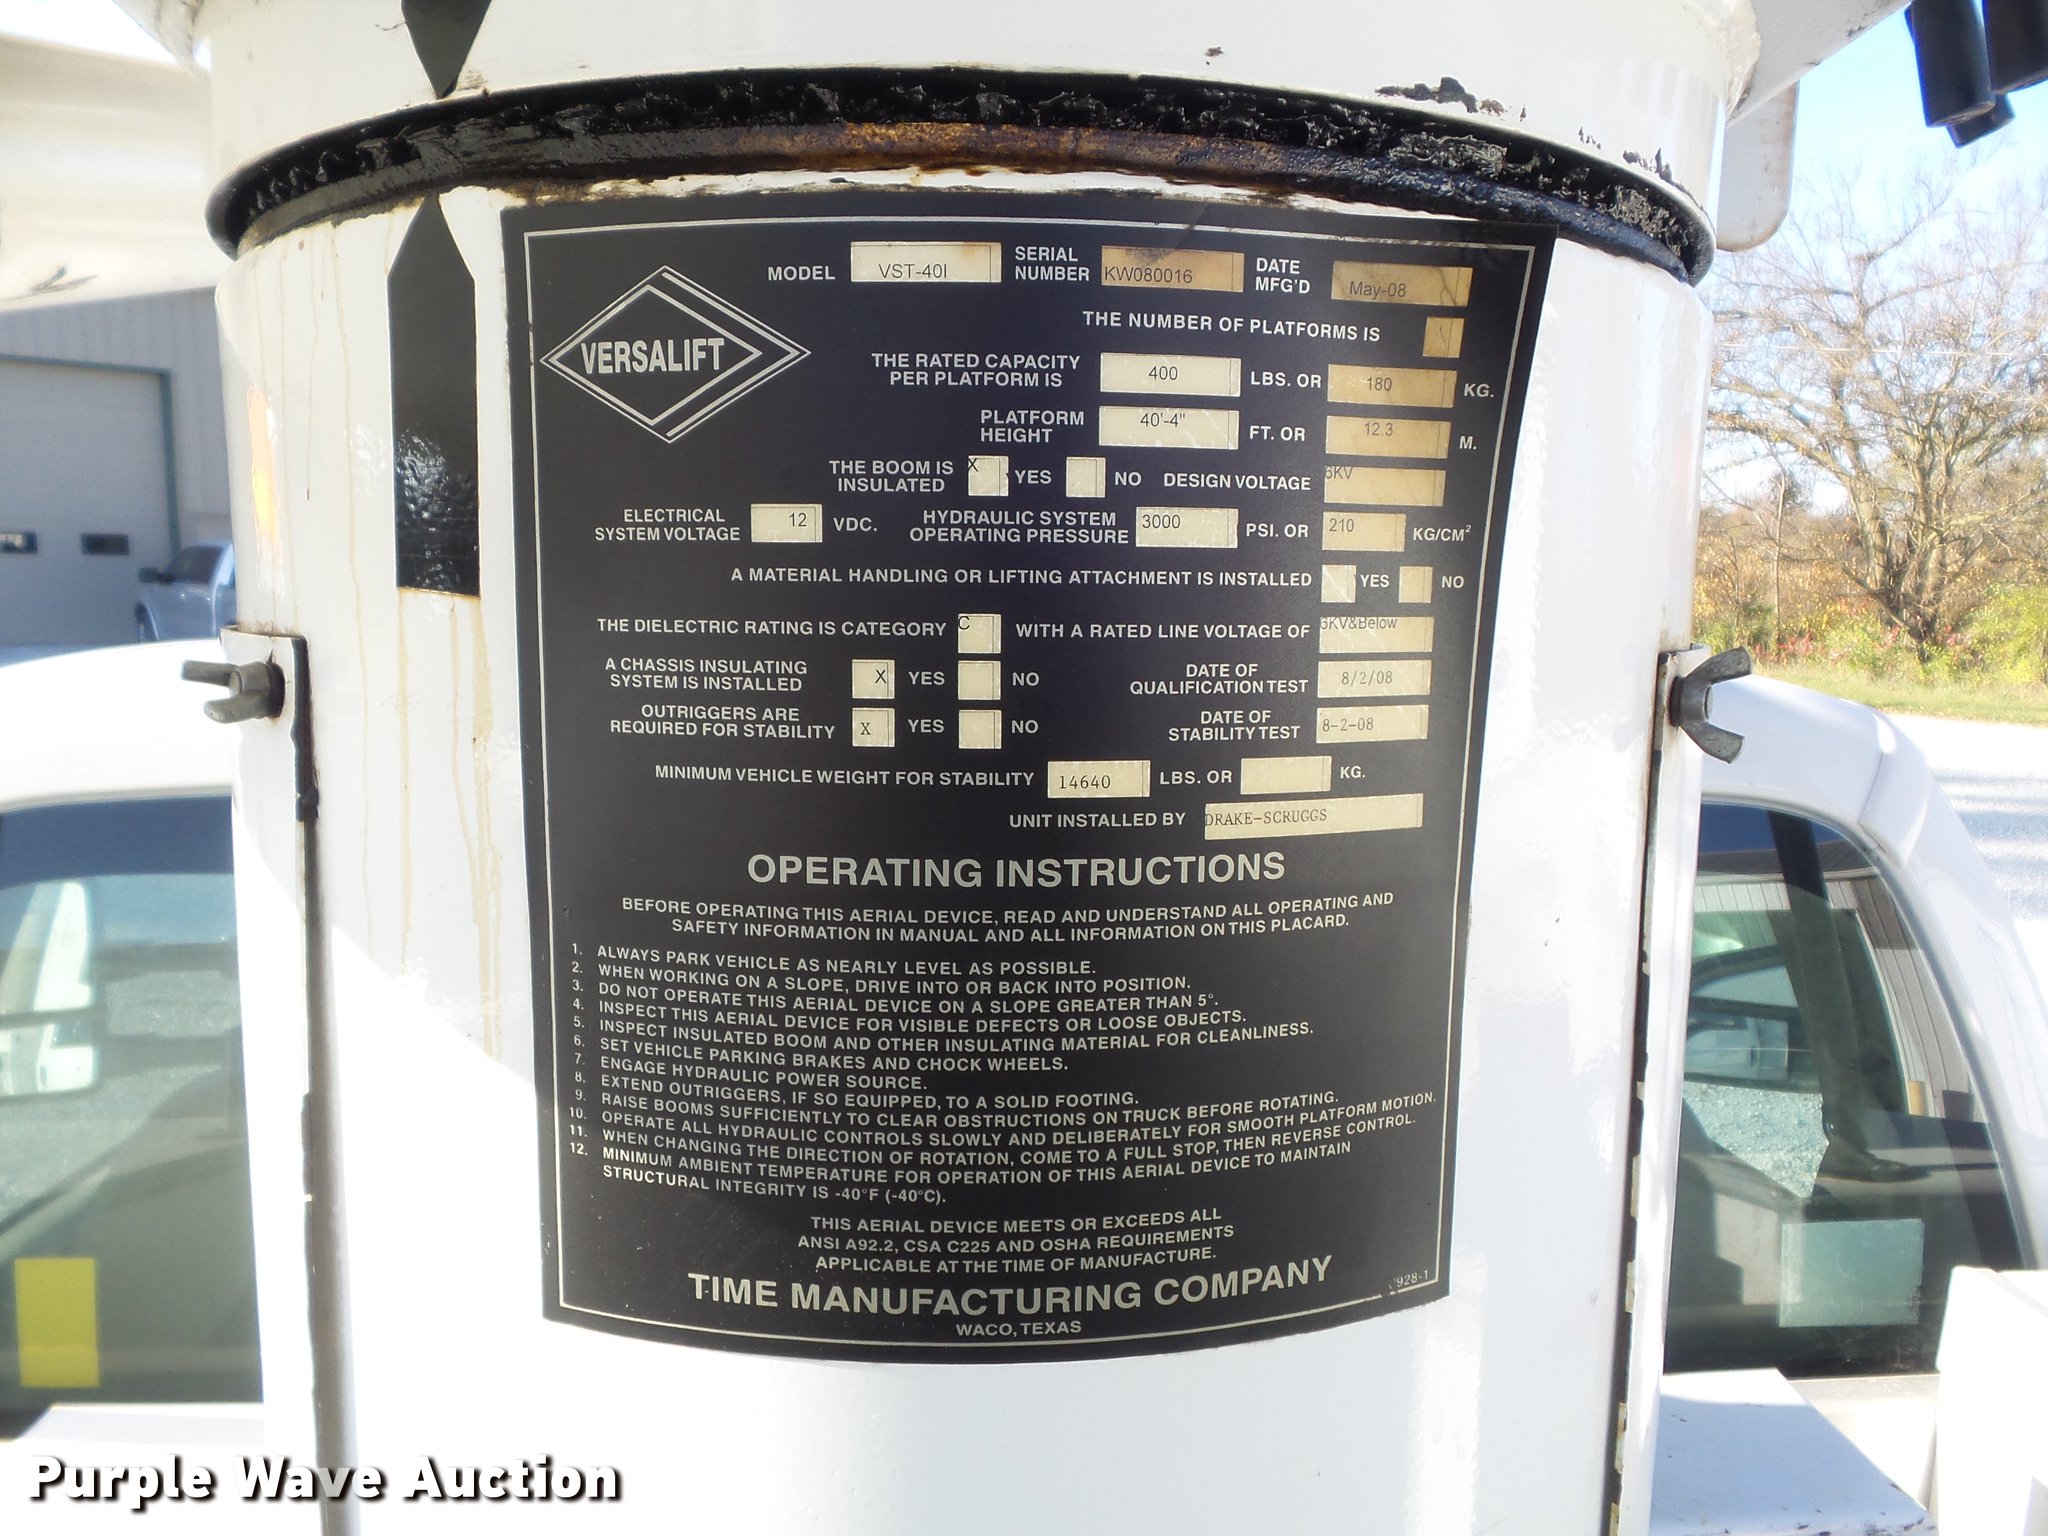 VERSALIFT
MODEL VST-40I SERIAL NUMBER KW080016 DATE MFG'D May-08
THE NUMBER OF PLATFORMS IS
THE RATED CAPACITY PER PLATFORM IS 400 LBS. OR 180 KG.
PLATFORM HEIGHT 40'-4" FT. OR 12.3 M.
THE BOOM IS INSULATED X YES NO DESIGN VOLTAGE 6KV
ELECTRICAL SYSTEM VOLTAGE 12 VDC. HYDRAULIC SYSTEM OPERATING PRESSURE 3000 PSI. OR 210 KG/CM²
A MATERIAL HANDLING OR LIFTING ATTACHMENT IS INSTALLED YES NO
THE DIELECTRIC RATING IS CATEGORY C WITH A RATED LINE VOLTAGE OF 6KV&Below
A CHASSIS INSULATING SYSTEM IS INSTALLED X YES NO DATE OF QUALIFICATION TEST 8/2/08
OUTRIGGERS ARE REQUIRED FOR STABILITY X YES NO DATE OF STABILITY TEST 8-2-08
MINIMUM VEHICLE WEIGHT FOR STABILITY 14640 LBS. OR KG.
UNIT INSTALLED BY DRAKE-SCRUGGS
OPERATING INSTRUCTIONS
BEFORE OPERATING THIS AERIAL DEVICE, READ AND UNDERSTAND ALL OPERATING AND
SAFETY INFORMATION IN MANUAL AND ALL INFORMATION ON THIS PLACARD.
1. ALWAYS PARK VEHICLE AS NEARLY LEVEL AS POSSIBLE.
2. WHEN WORKING ON A SLOPE, DRIVE INTO OR BACK INTO POSITION.
3. DO NOT OPERATE THIS AERIAL DEVICE ON A SLOPE GREATER THAN 5°.
4. INSPECT THIS AERIAL DEVICE FOR VISIBLE DEFECTS OR LOOSE OBJECTS.
5. INSPECT INSULATED BOOM AND OTHER INSULATING MATERIAL FOR CLEANLINESS.
6. SET VEHICLE PARKING BRAKES AND CHOCK WHEELS.
7. ENGAGE HYDRAULIC POWER SOURCE.
8. EXTEND OUTRIGGERS, IF SO EQUIPPED, TO A SOLID FOOTING.
9. RAISE BOOMS SUFFICIENTLY TO CLEAR OBSTRUCTIONS ON TRUCK BEFORE ROTATING.
10. OPERATE ALL HYDRAULIC CONTROLS SLOWLY AND DELIBERATELY FOR SMOOTH PLATFORM MOTION.
11. WHEN CHANGING THE DIRECTION OF ROTATION, COME TO A FULL STOP, THEN REVERSE CONTROL.
12. MINIMUM AMBIENT TEMPERATURE FOR OPERATION OF THIS AERIAL DEVICE TO MAINTAIN
STRUCTURAL INTEGRITY IS -40°F (-40°C).
THIS AERIAL DEVICE MEETS OR EXCEEDS ALL
ANSI A92.2, CSA C225 AND OSHA REQUIREMENTS
APPLICABLE AT THE TIME OF MANUFACTURE.
TIME MANUFACTURING COMPANY
WACO, TEXAS
Purple Wave Auction